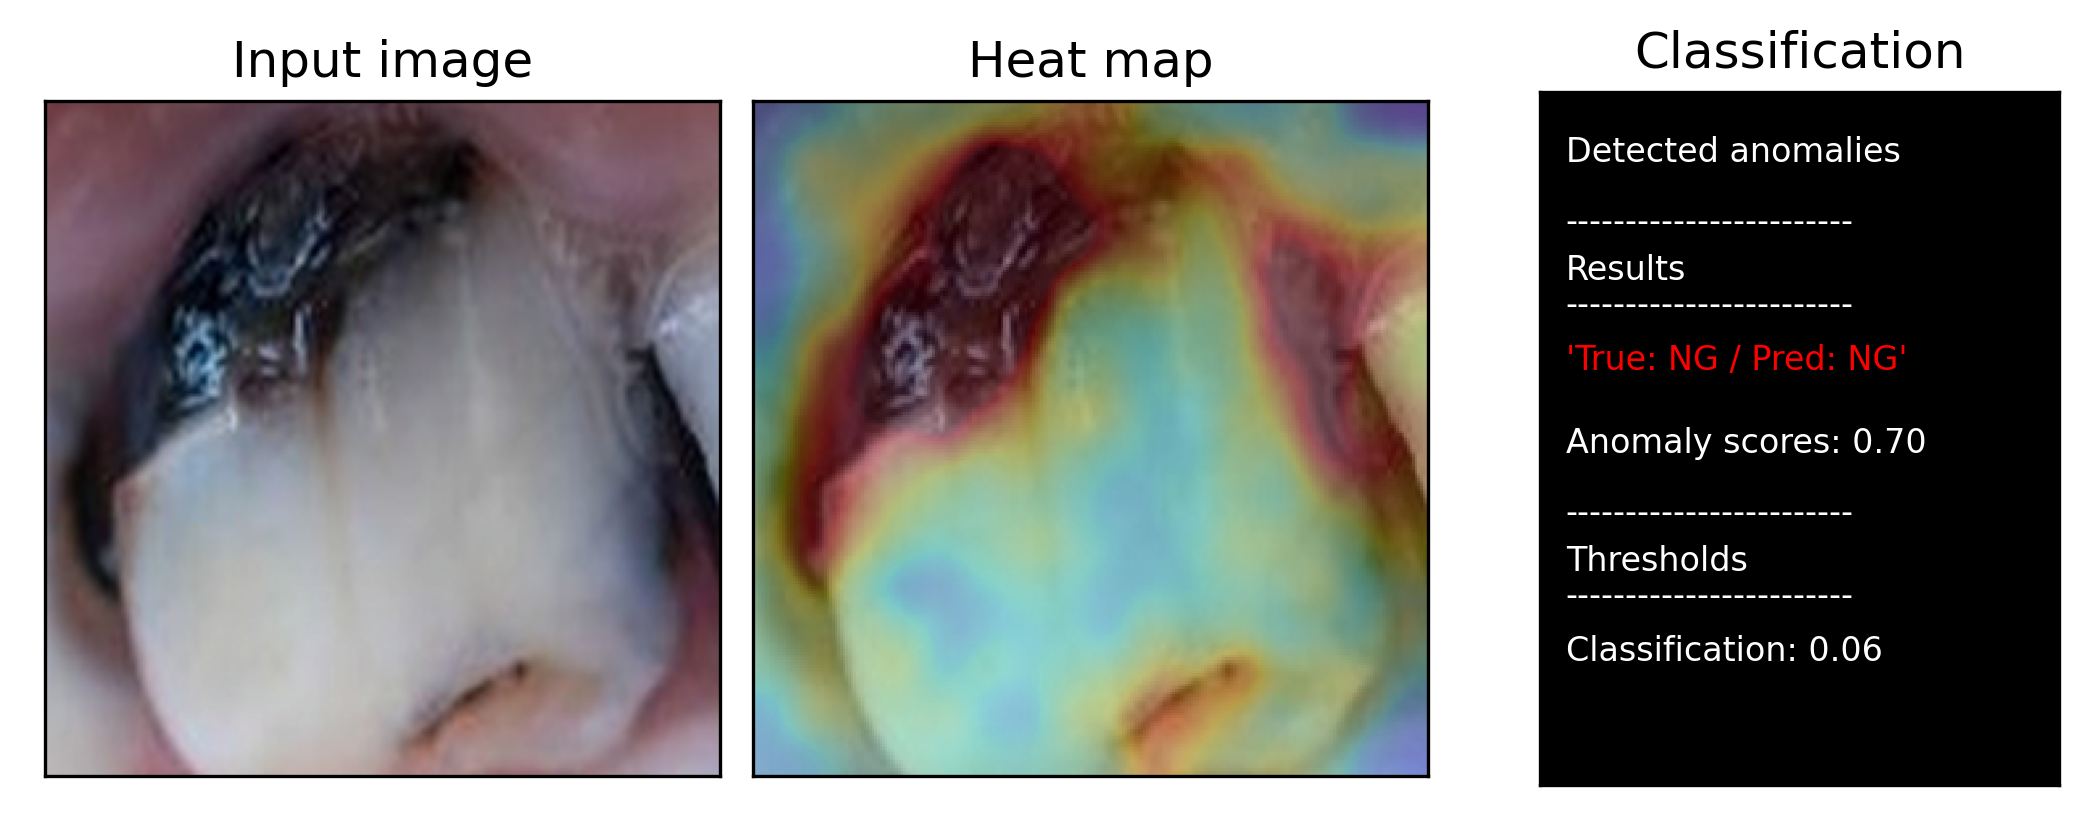 Input image
Heat map
Classification
Detected anomalies
------------------------
Results
------------------------
'True: NG / Pred: NG'
Anomaly scores: 0.70
------------------------
Thresholds
------------------------
Classification: 0.06